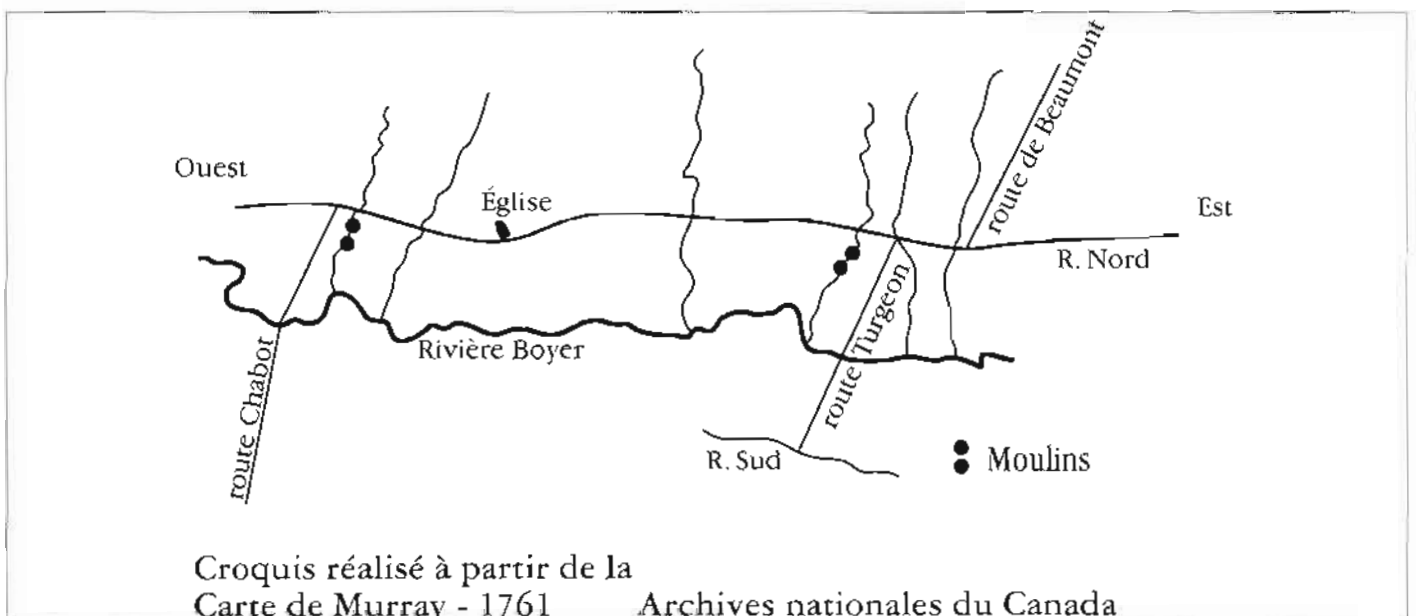 route de Beaumont
Ouest
Église
Est
R. Nord
route Turgeon
Rivière Boyer
route Chabot
R. Sud
Moulins
Croquis réalisé à partir de la
Carte de Murray - 1761 Archives nationales du Canada